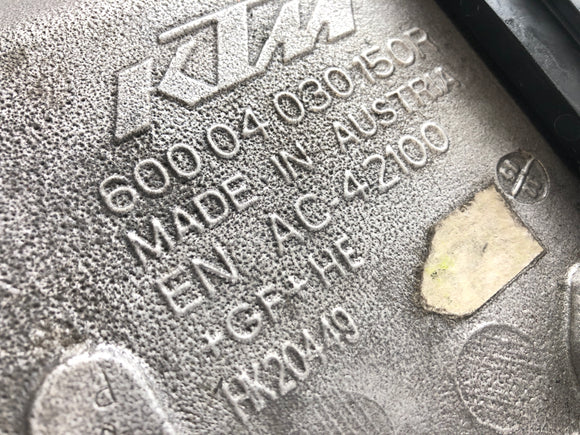 KTM
600 04 030 150R
MADE IN AUSTRIA
EN AC-42100
+GF+ HE
HK20449
P